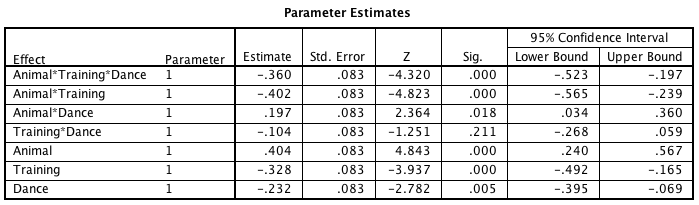 Parameter Estimates
95% Confidence Interval
Effect Parameter Estimate Std. Error Z Sig. Lower Bound Upper Bound
Animal*Training*Dance 1 -.360 .083 -4.320 .000 -.523 -.197
Animal*Training 1 -.402 .083 -4.823 .000 -.565 -.239
Animal*Dance 1 .197 .083 2.364 .018 .034 .360
Training*Dance 1 -.104 .083 -1.251 .211 -.268 .059
Animal 1 .404 .083 4.843 .000 .240 .567
Training 1 -.328 .083 -3.937 .000 -.492 -.165
Dance 1 -.232 .083 -2.782 .005 -.395 -.069